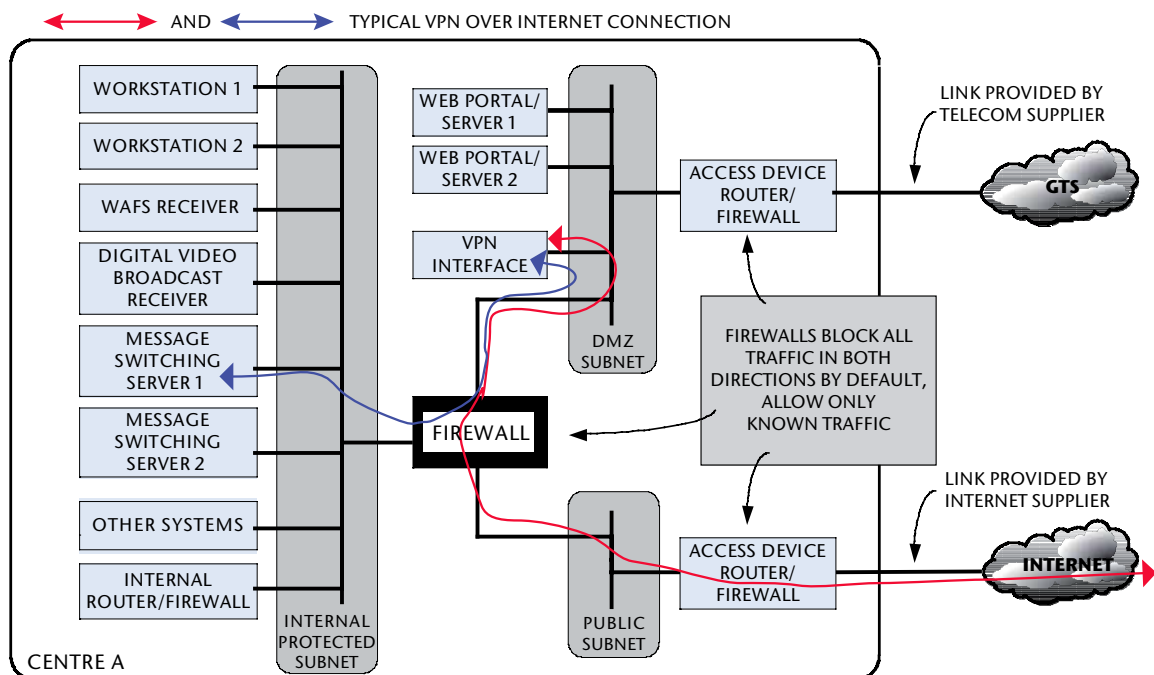 AND
TYPICAL VPN OVER INTERNET CONNECTION
WORKSTATION 1
WORKSTATION 2
WAFS RECEIVER
DIGITAL VIDEO
BROADCAST
RECEIVER
MESSAGE
SWITCHING
SERVER 1
MESSAGE
SWITCHING
SERVER 2
OTHER SYSTEMS
INTERNAL
ROUTER/FIREWALL
INTERNAL
PROTECTED
SUBNET
CENTRE A
WEB PORTAL/
SERVER 1
WEB PORTAL/
SERVER 2
VPN
INTERFACE
DMZ
SUBNET
FIREWALL
PUBLIC
SUBNET
ACCESS DEVICE
ROUTER/
FIREWALL
LINK PROVIDED BY
TELECOM SUPPLIER
GTS
FIREWALLS BLOCK ALL
TRAFFIC IN BOTH
DIRECTIONS BY DEFAULT,
ALLOW ONLY
KNOWN TRAFFIC
ACCESS DEVICE
ROUTER/
FIREWALL
LINK PROVIDED BY
INTERNET SUPPLIER
INTERNET